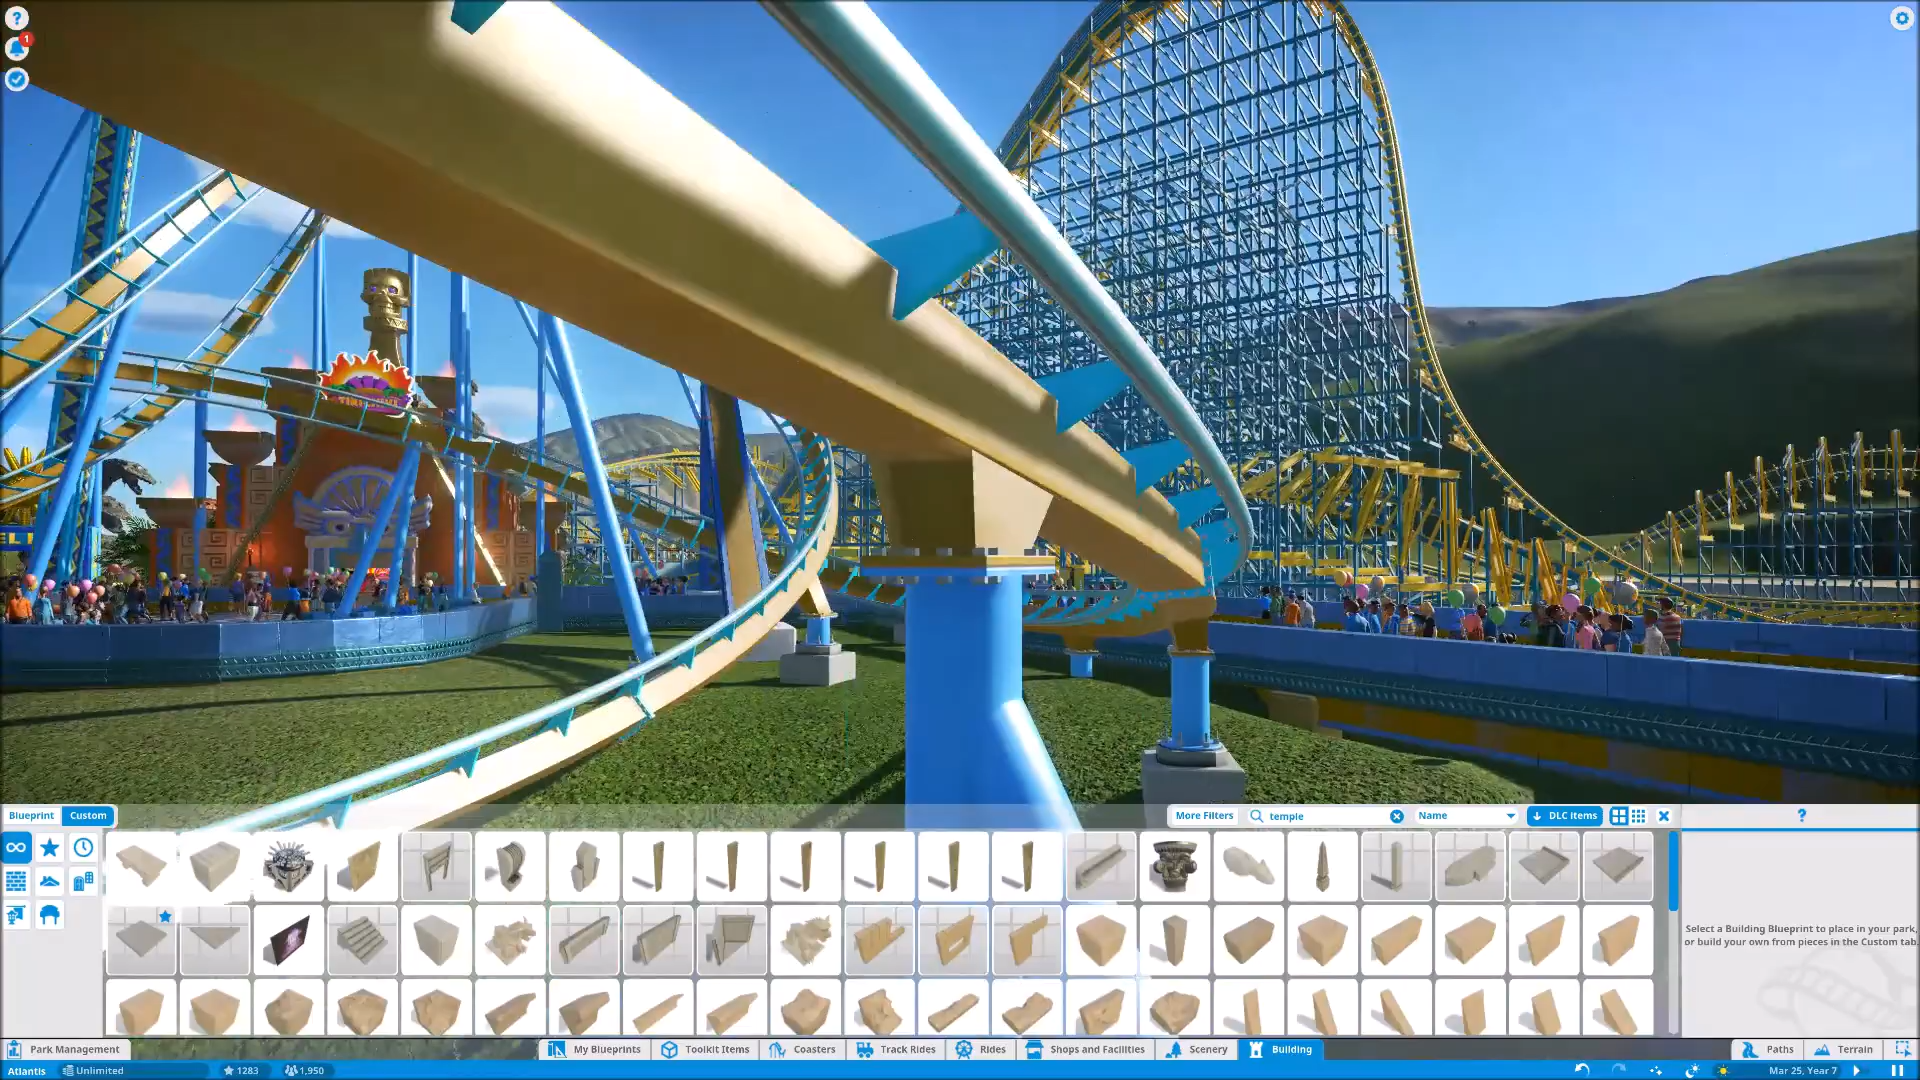 ?
1
Blueprint
Custom
More Filters
temple
Name
DLC items
?
Select a Building Blueprint to place in your park,
or build your own from pieces in the Custom tab.
Park Management
My Blueprints
Toolkit Items
Coasters
Track Rides
Rides
Shops and Facilities
Scenery
Building
Paths
Terrain
Atlantis
Unlimited
1283
1,950
Mar 25, Year 7